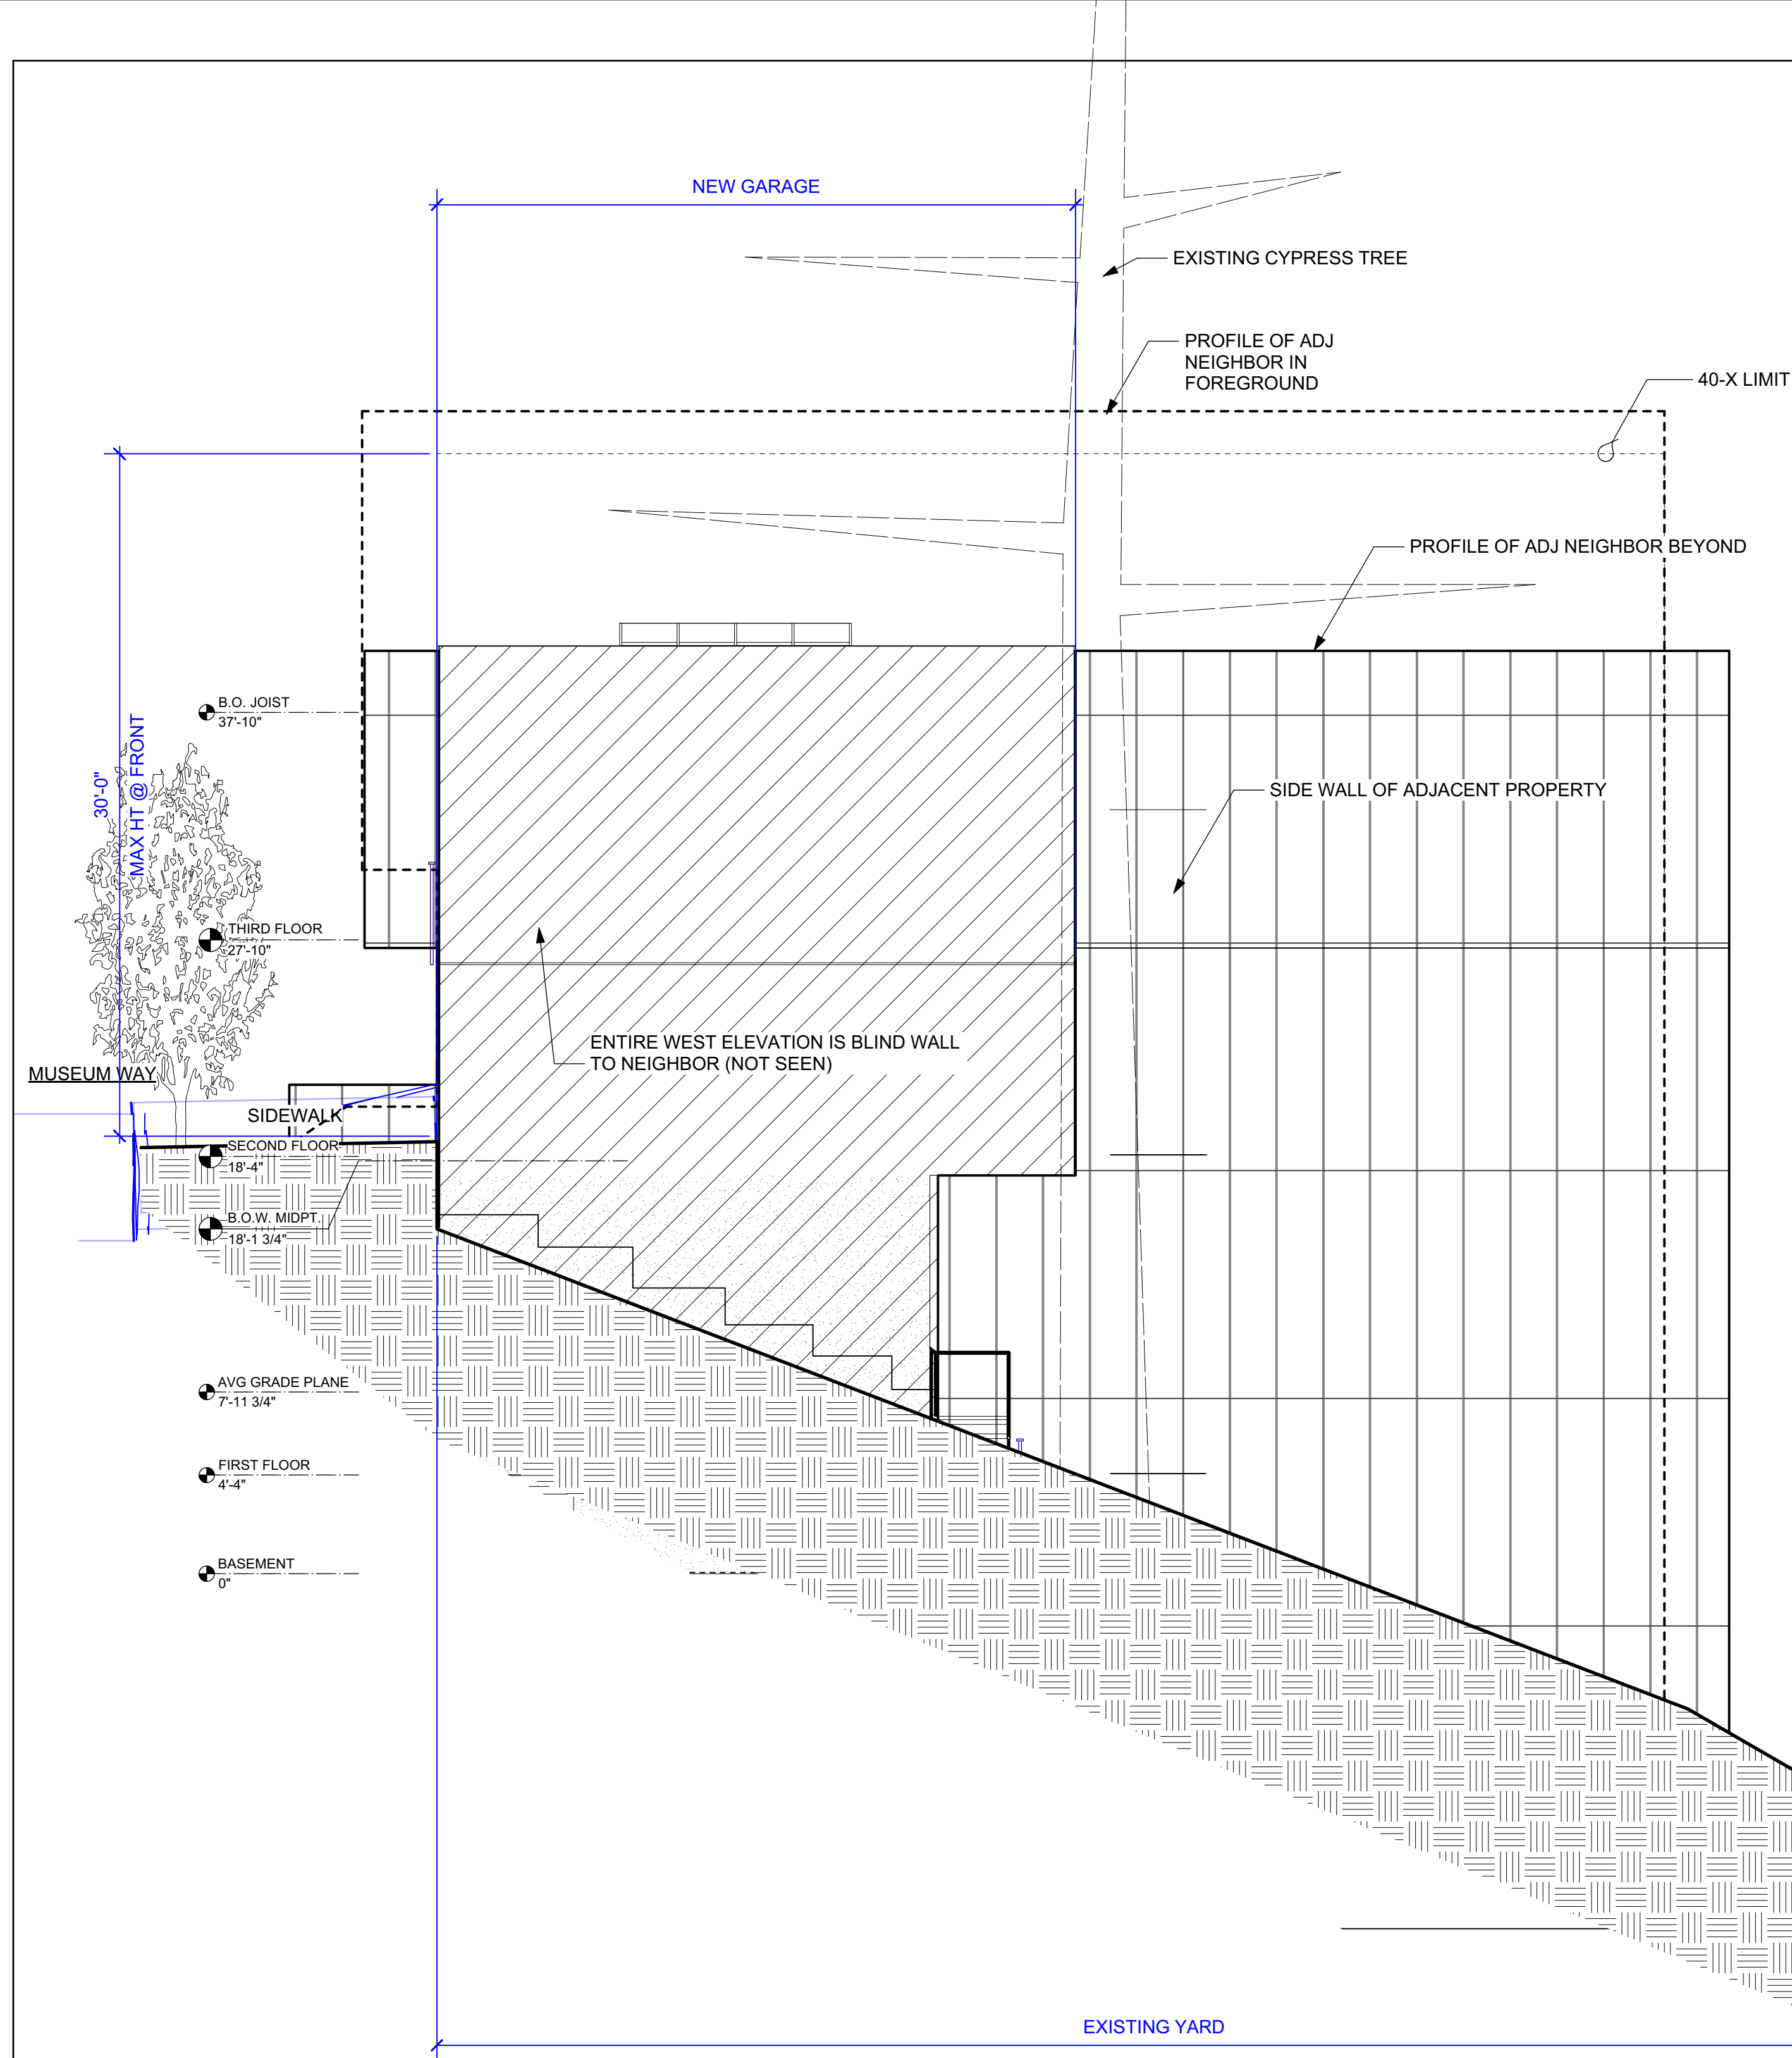 NEW GARAGE
EXISTING CYPRESS TREE
PROFILE OF ADJ
NEIGHBOR IN
FOREGROUND
40-X LIMIT
PROFILE OF ADJ NEIGHBOR BEYOND
B.O. JOIST
37'-10"
30'-0"
MAX HT @ FRONT
SIDE WALL OF ADJACENT PROPERTY
THIRD FLOOR
27'-10"
ENTIRE WEST ELEVATION IS BLIND WALL
TO NEIGHBOR (NOT SEEN)
MUSEUM WAY
SIDEWALK
SECOND FLOOR
18'-4"
B.O.W. MIDPT.
18'-1 3/4"
AVG GRADE PLANE
7'-11 3/4"
FIRST FLOOR
4'-4"
BASEMENT
0"
EXISTING YARD